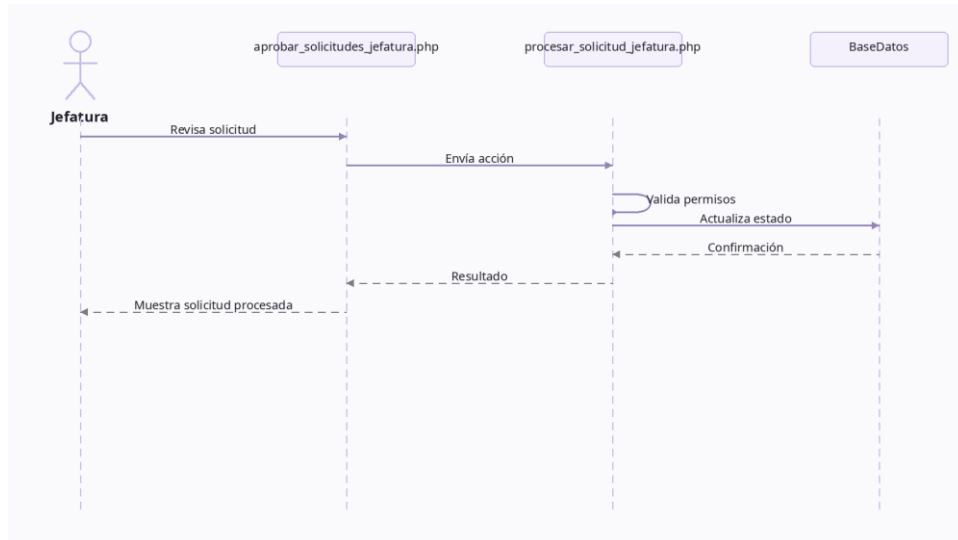 aprobar_solicitudes_jefatura.php
procesar_solicitud_jefatura.php
BaseDatos
Jefatura
Revisa solicitud
Envía acción
Valida permisos
Actualiza estado
Confirmación
Resultado
Muestra solicitud procesada